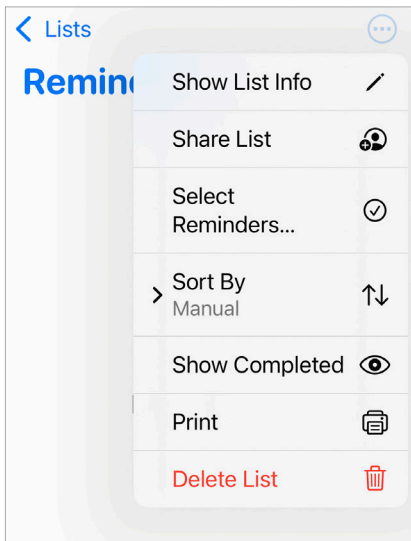 Lists
Remin
Show List Info
Share List
Select
Reminders...
Sort By
Manual
Show Completed
Print
Delete List